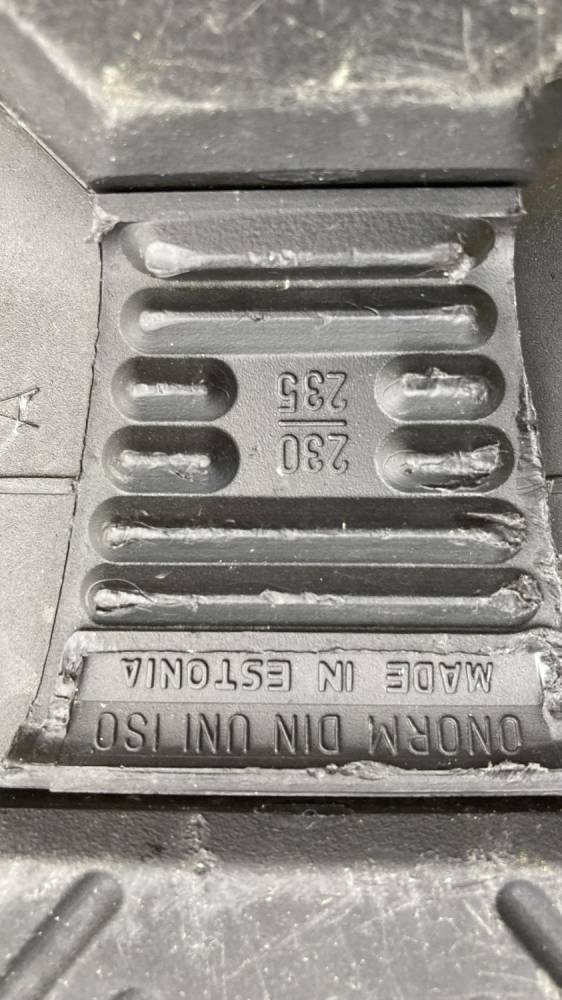 ONORM DIN UNI ISO
MADE IN ESTONIA
230
235